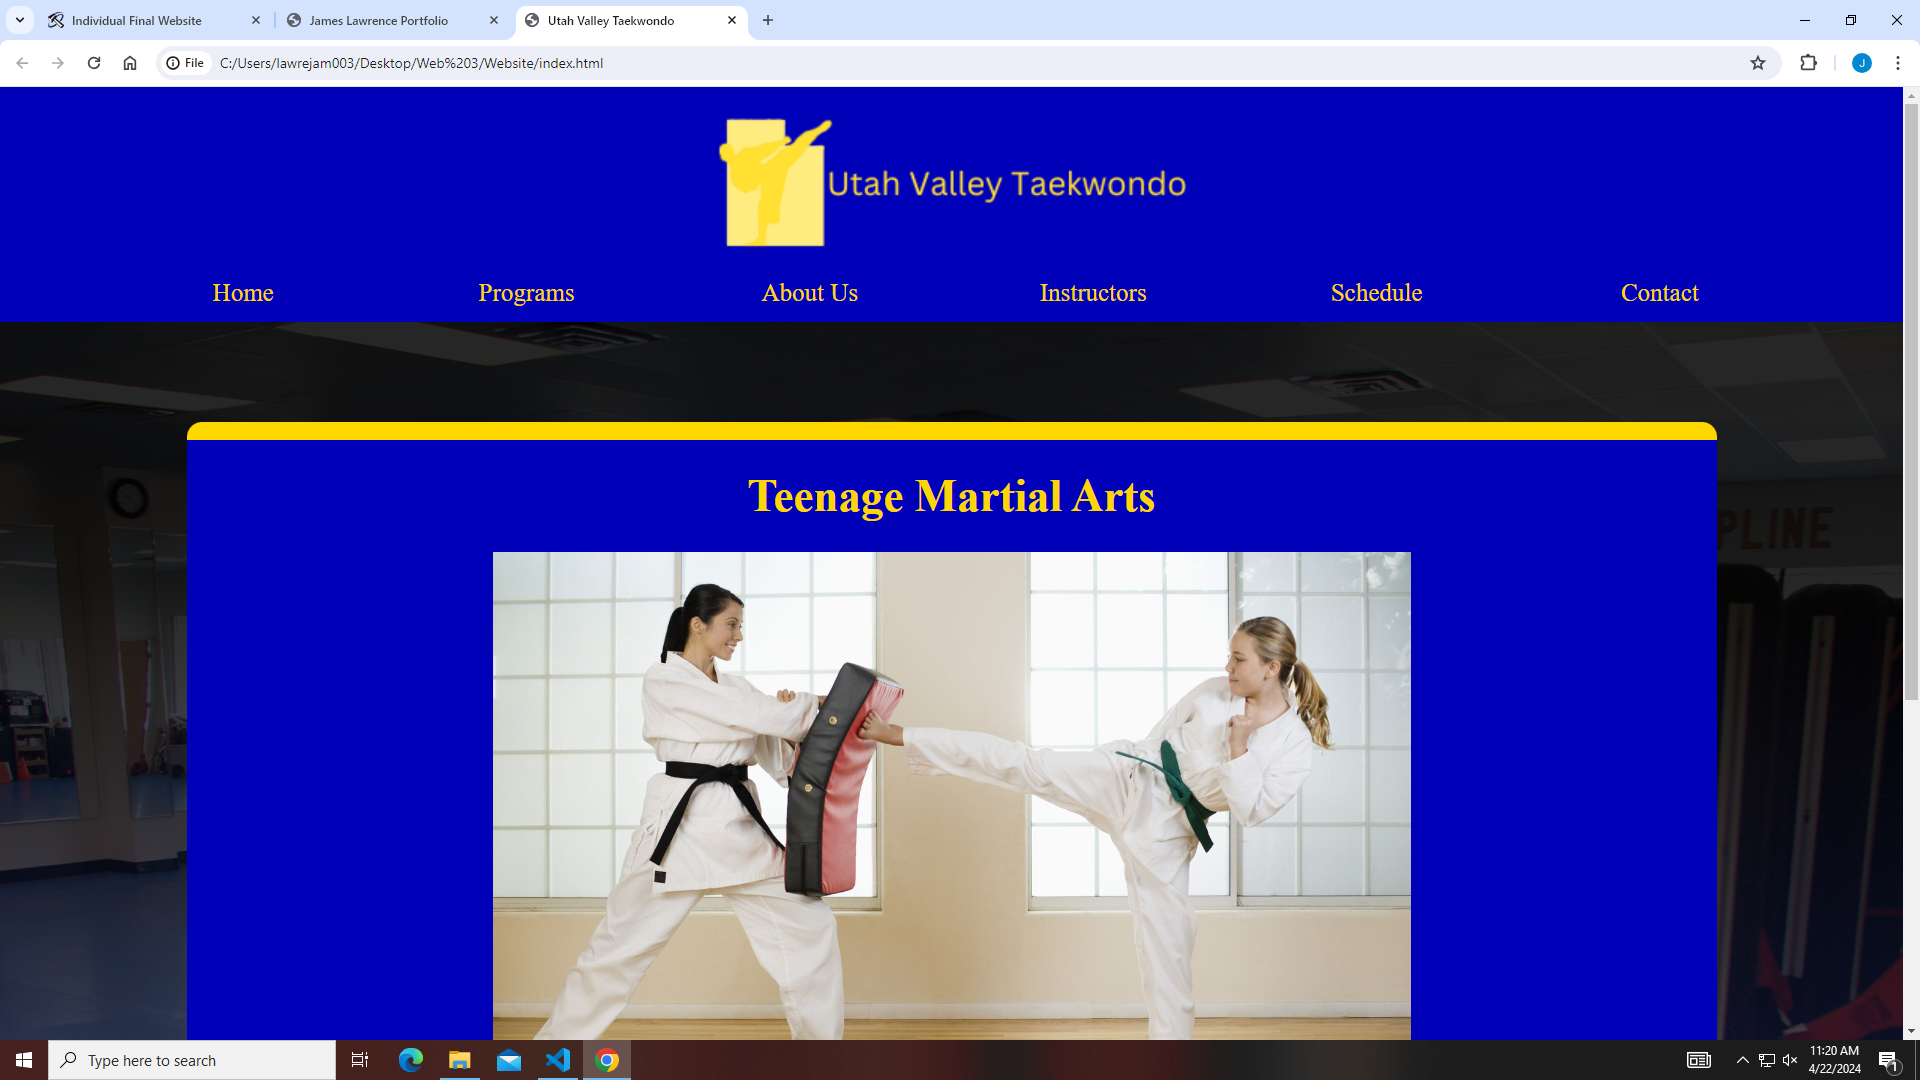 Individual Final Website
James Lawrence Portfolio
Utah Valley Taekwondo
File
C:/Users/lawrejam003/Desktop/Web%203/Website/index.html
J
Utah Valley Taekwondo
Home Programs About Us Instructors Schedule Contact
Teenage Martial Arts
PLINE
Type here to search
11:20 AM
4/22/2024
1